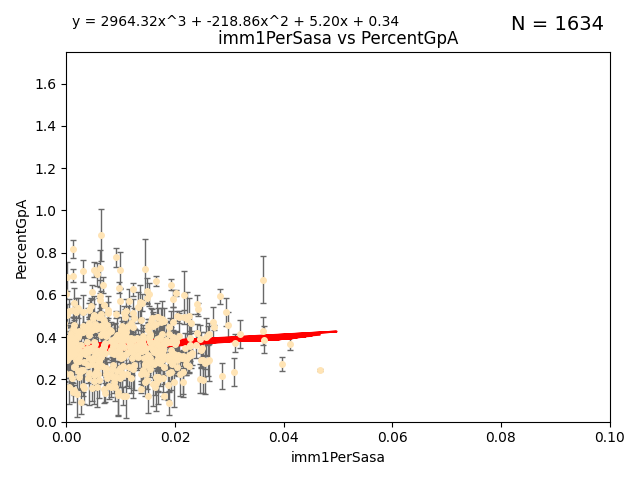 y = 2964.32x^3 + -218.86x^2 + 5.20x + 0.34
N = 1634
imm1PerSasa vs PercentGpA
1.6
1.4
1.2
1.0
0.8
0.6
0.4
0.2
0.0
PercentGpA
0.00 0.02 0.04 0.06 0.08 0.10
imm1PerSasa